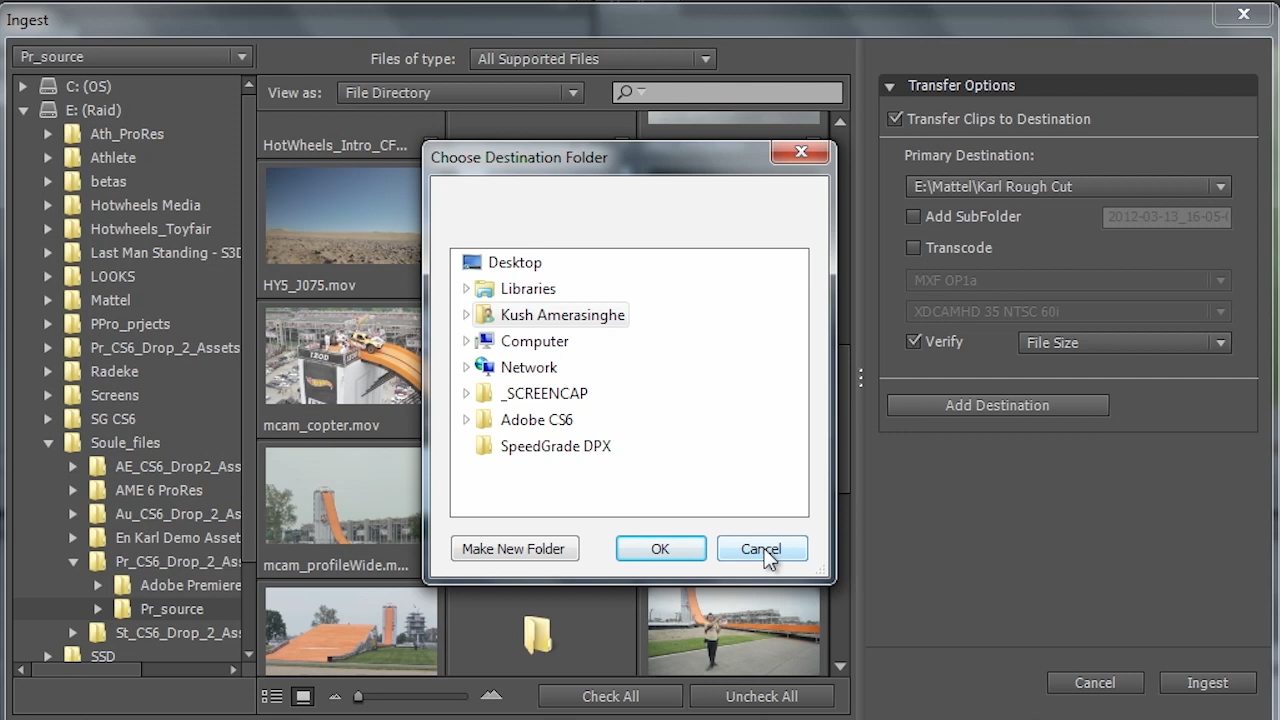 Ingest
Pr_source
Files of type:
All Supported Files
View as:
File Directory
C: (OS)
E: (Raid)
Ath_ProRes
Athlete
betas
Hotwheels Media
Hotwheels_Toyfair
Last Man Standing - S3D
LOOKS
Mattel
PPro_prjects
Pr_CS6_Drop_2_Assets
Radeke
Screens
SG CS6
Soule_files
AE_CS6_Drop2_Ass
AME 6 ProRes
Au_CS6_Drop_2_As
En Karl Demo Asset
Pr_CS6_Drop_2_Ass
Adobe Premiere
Pr_source
St_CS6_Drop_2_Ass
SSD
HotWheels_Intro_CF...
HY5_J075.mov
IZOD
mcam_copter.mov
mcam_profileWide.m...
Choose Destination Folder
Desktop
Libraries
Kush Amerasinghe
Computer
Network
_SCREENCAP
Adobe CS6
SpeedGrade DPX
Make New Folder
OK
Cancel
Check All
Uncheck All
Transfer Options
Transfer Clips to Destination
Primary Destination:
E:\Mattel\Karl Rough Cut
Add SubFolder
2012-03-13_16-05-0
Transcode
MXF OP1a
XDCAMHD 35 NTSC 60i
Verify
File Size
Add Destination
Cancel
Ingest